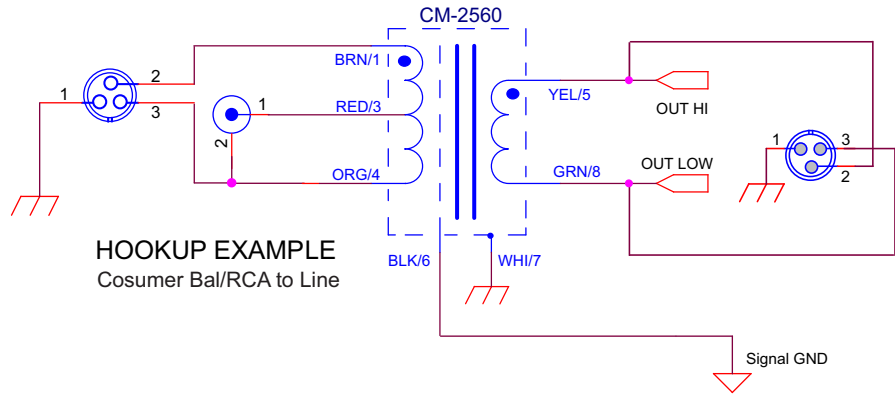 CM-2560
BRN/1
2
1
3
1
RED/3
2
ORG/4
YEL/5
OUT HI
1
3
2
OUT LOW
GRN/8
HOOKUP EXAMPLE
Cosumer Bal/RCA to Line
BLK/6
WHI/7
Signal GND